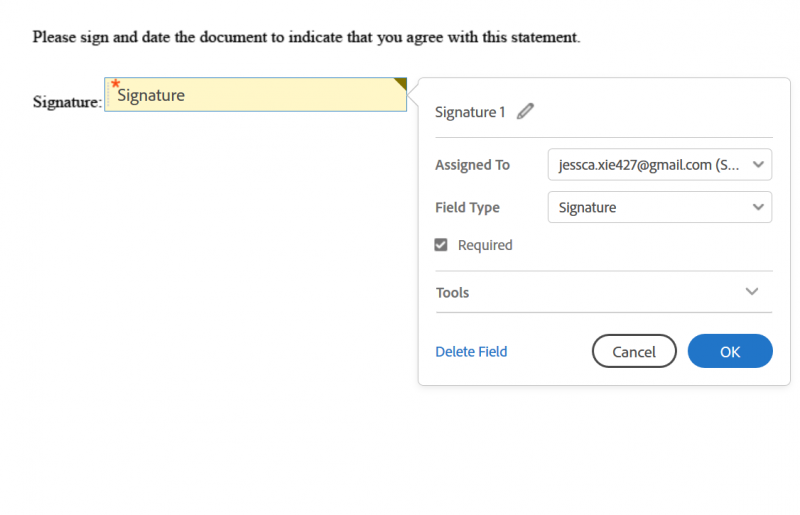 Please sign and date the document to indicate that you agree with this statement.
Signature: *Signature
Signature 1
Assigned To jessca.xie427@gmail.com (S...
Field Type Signature
Required
Tools
Delete Field Cancel OK